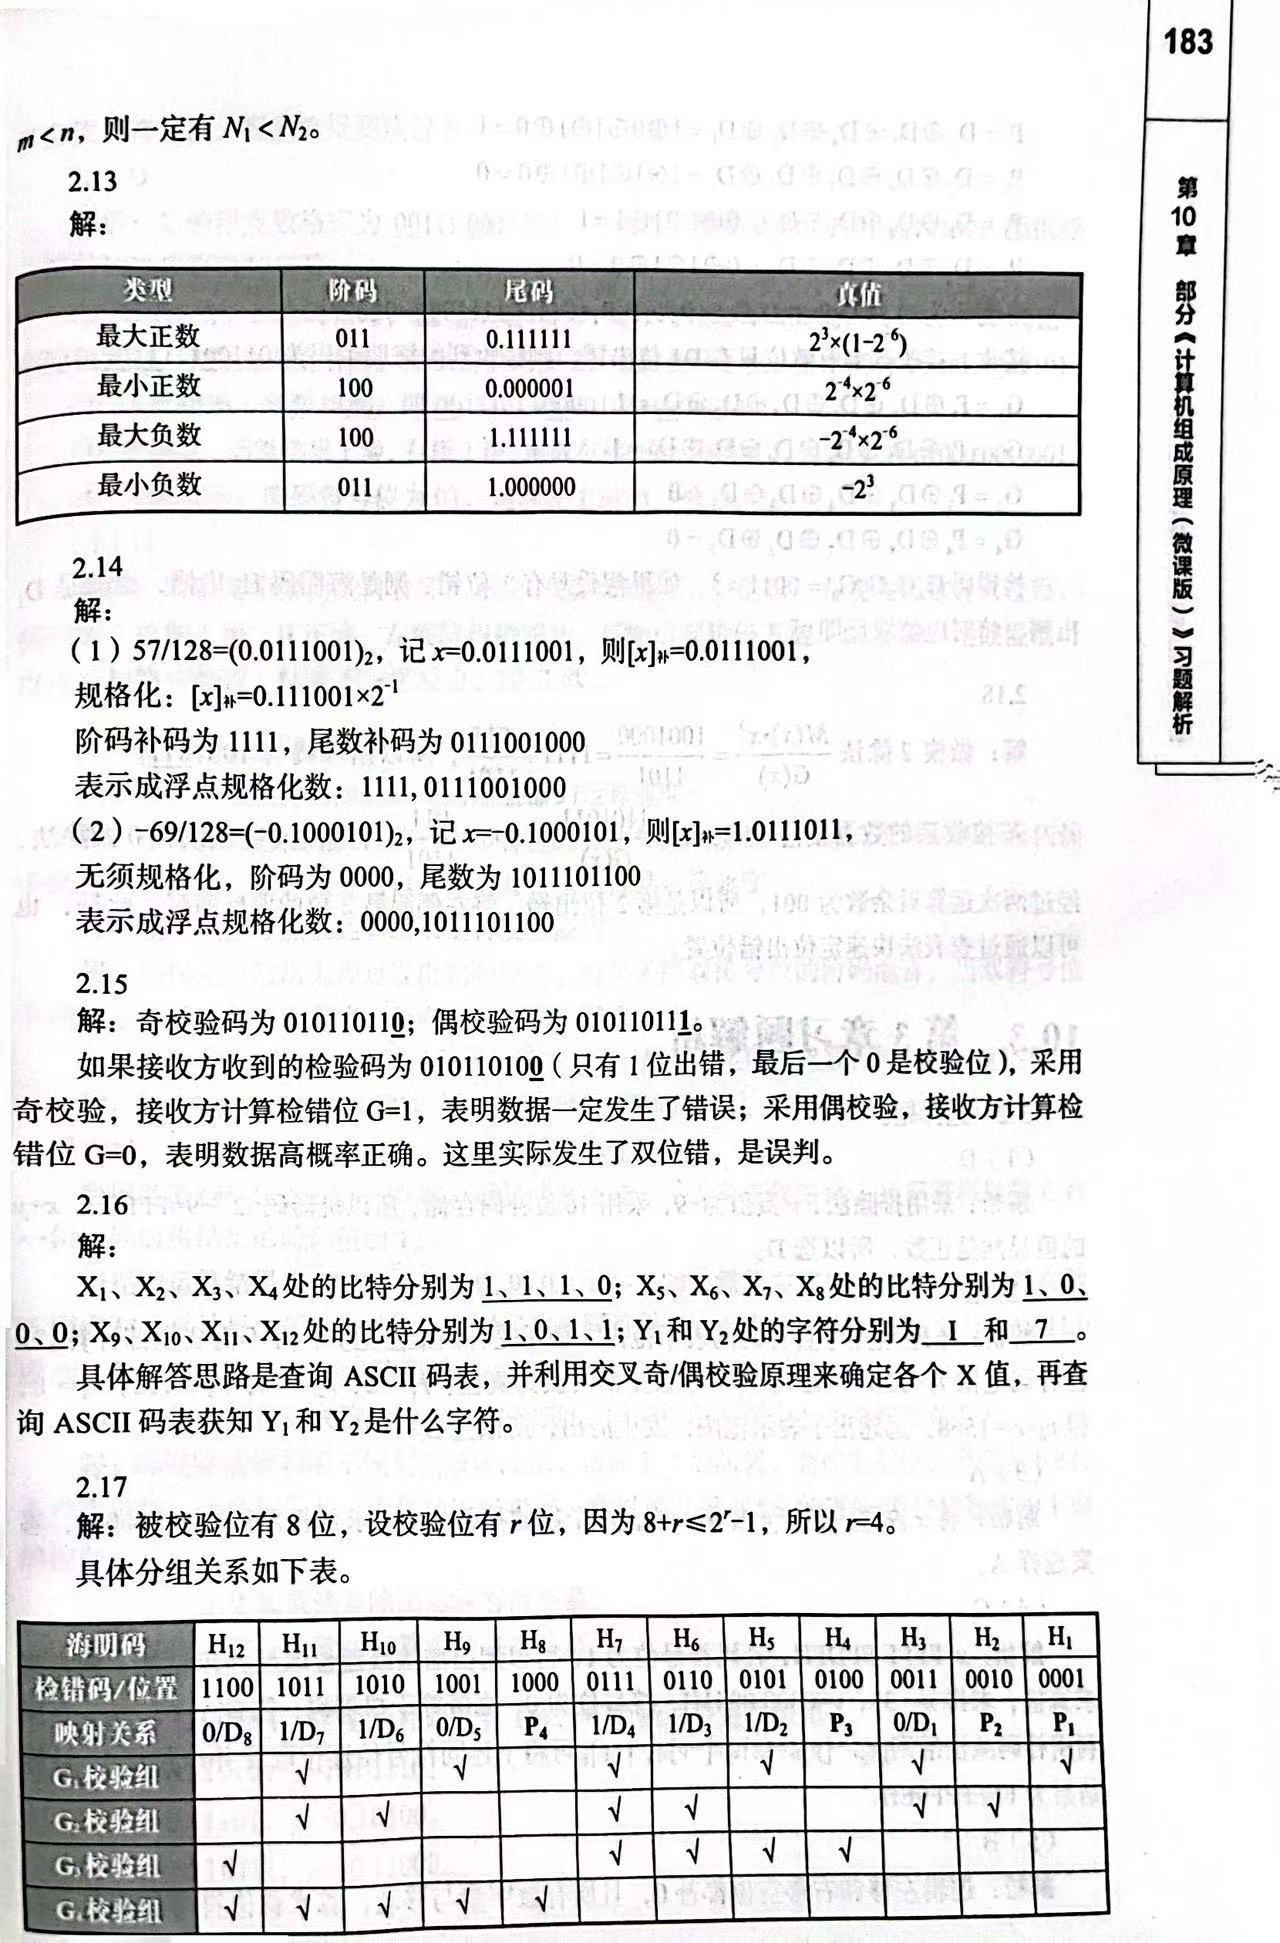 183
m<n，则一定有 N₁<N₂。
2.13
解：
类型 阶码 尾码 真值
最大正数 011 0.111111 2³×(1-2⁻⁶)
最小正数 100 0.000001 2⁻⁴×2⁻⁶
最大负数 100 1.111111 -2⁻⁴×2⁻⁶
最小负数 011 1.000000 -2³
2.14
解：
（1）57/128=(0.0111001)₂，记x=0.0111001，则[x]补=0.0111001，
规格化：[x]补=0.111001×2⁻¹
阶码补码为 1111，尾数补码为 0111001000
表示成浮点规格化数：1111, 0111001000
（2）-69/128=(-0.1000101)₂，记x=-0.1000101，则[x]补=1.0111011，
无须规格化，阶码为 0000，尾数为 1011101100
表示成浮点规格化数：0000,1011101100
2.15
解：奇校验码为 010110110；偶校验码为 010110111。
如果接收方收到的检验码为 010110100（只有 1 位出错，最后一个 0 是校验位），采用
奇校验，接收方计算检错位 G=1，表明数据一定发生了错误；采用偶校验，接收方计算检
错位 G=0，表明数据高概率正确。这里实际发生了双位错，是误判。
2.16
解：
X₁、X₂、X₃、X₄ 处的比特分别为 1、1、1、0；X₅、X₆、X₇、X₈ 处的比特分别为 1、0、
0、0；X₉、X₁₀、X₁₁、X₁₂ 处的比特分别为 1、0、1、1；Y₁ 和 Y₂ 处的字符分别为 I 和 7 。
具体解答思路是查询 ASCII 码表，并利用交叉奇/偶校验原理来确定各个 X 值，再查
询 ASCII 码表获知 Y₁ 和 Y₂ 是什么字符。
2.17
解：被校验位有 8 位，设校验位有 r 位，因为 8+r≤2ʳ-1，所以 r=4。
具体分组关系如下表。
海明码 H₁₂ H₁₁ H₁₀ H₉ H₈ H₇ H₆ H₅ H₄ H₃ H₂ H₁
检错码/位置 1100 1011 1010 1001 1000 0111 0110 0101 0100 0011 0010 0001
映射关系 0/D₈ 1/D₇ 1/D₆ 0/D₅ P₄ 1/D₄ 1/D₃ 1/D₂ P₃ 0/D₁ P₂ P₁
G₁校验组 √ √ √ √ √ √
G₂校验组 √ √ √ √ √ √
G₃校验组 √ √ √ √ √
G₄校验组 √ √ √ √ √
第10章 部分《计算机组成原理（微课版）》习题解析